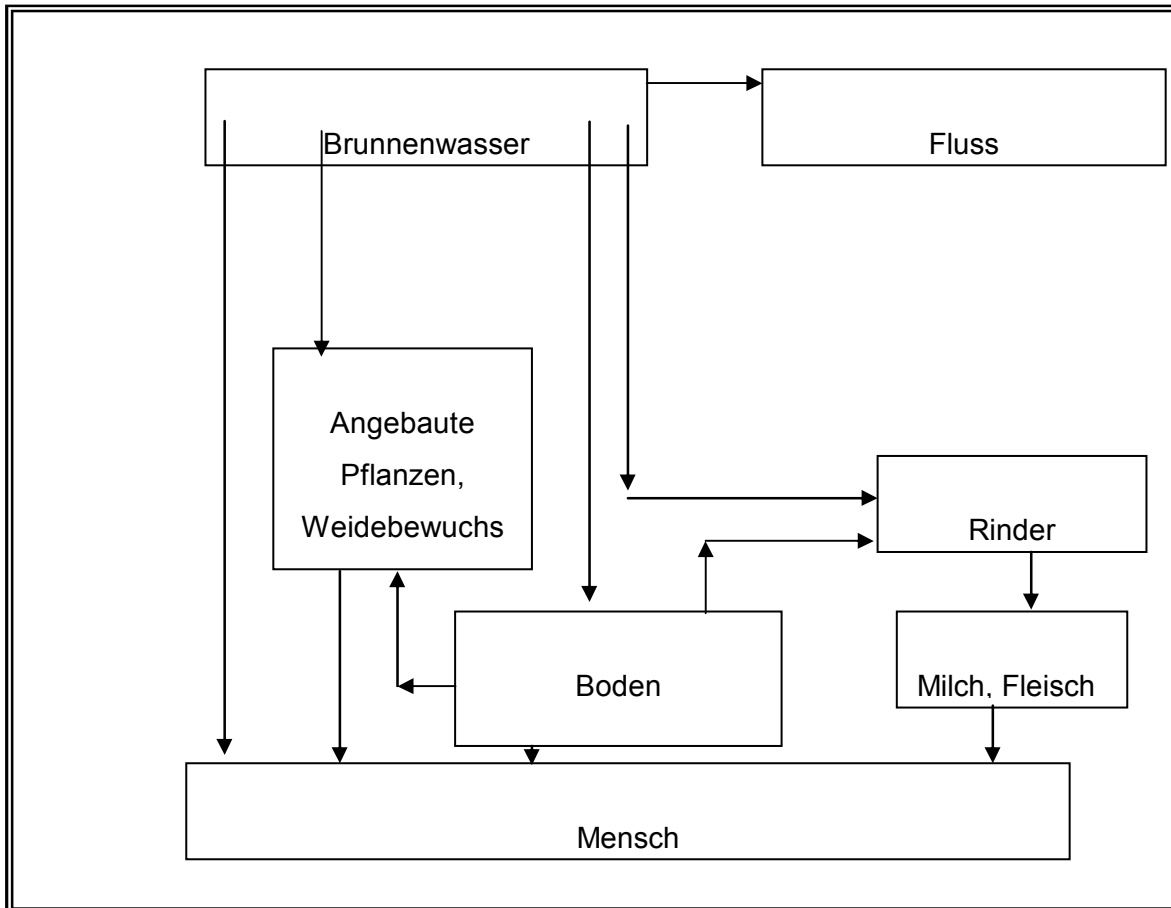 Brunnenwasser
Fluss
Angebaute
Pflanzen,
Weidebewuchs
Rinder
Boden
Milch, Fleisch
Mensch